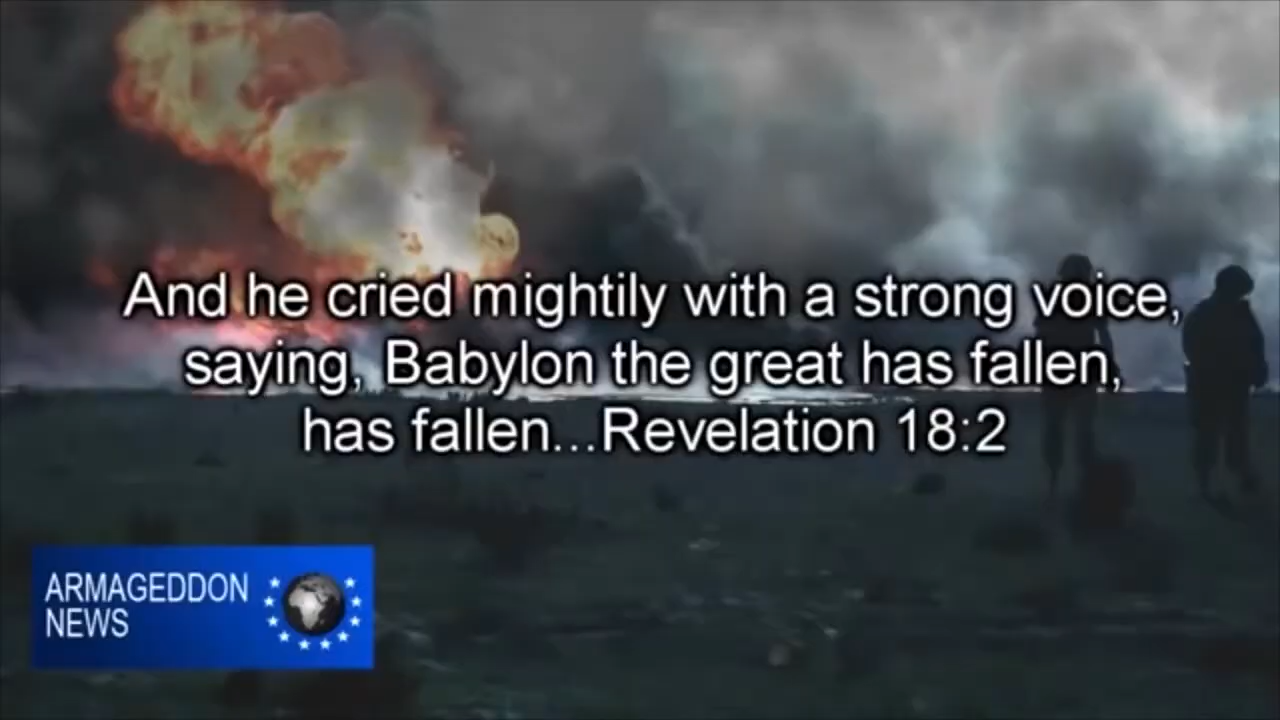 And he cried mightily with a strong voice,
saying, Babylon the great has fallen,
has fallen...Revelation 18:2
ARMAGEDDON
NEWS